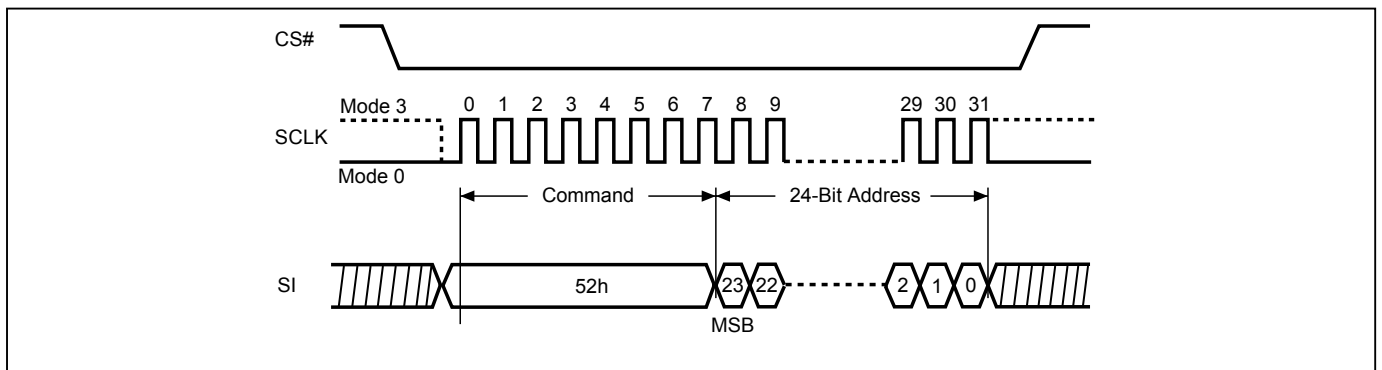 CS#
Mode 3
0 1 2 3 4 5 6 7 8 9 29 30 31
SCLK
Mode 0
Command 24-Bit Address
SI 52h 23 22 2 1 0
MSB